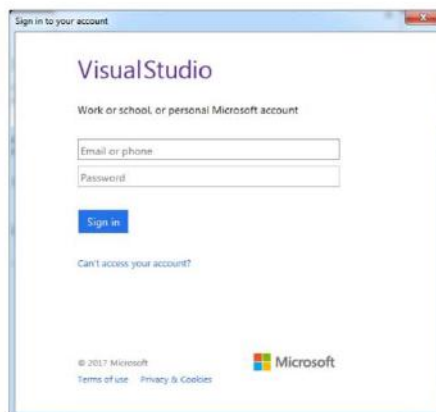 Sign in to your account
VisualStudio
Work or school, or personal Microsoft account
Email or phone
Password
Sign in
Can't access your account?
© 2017 Microsoft
Microsoft
Terms of use Privacy & Cookies